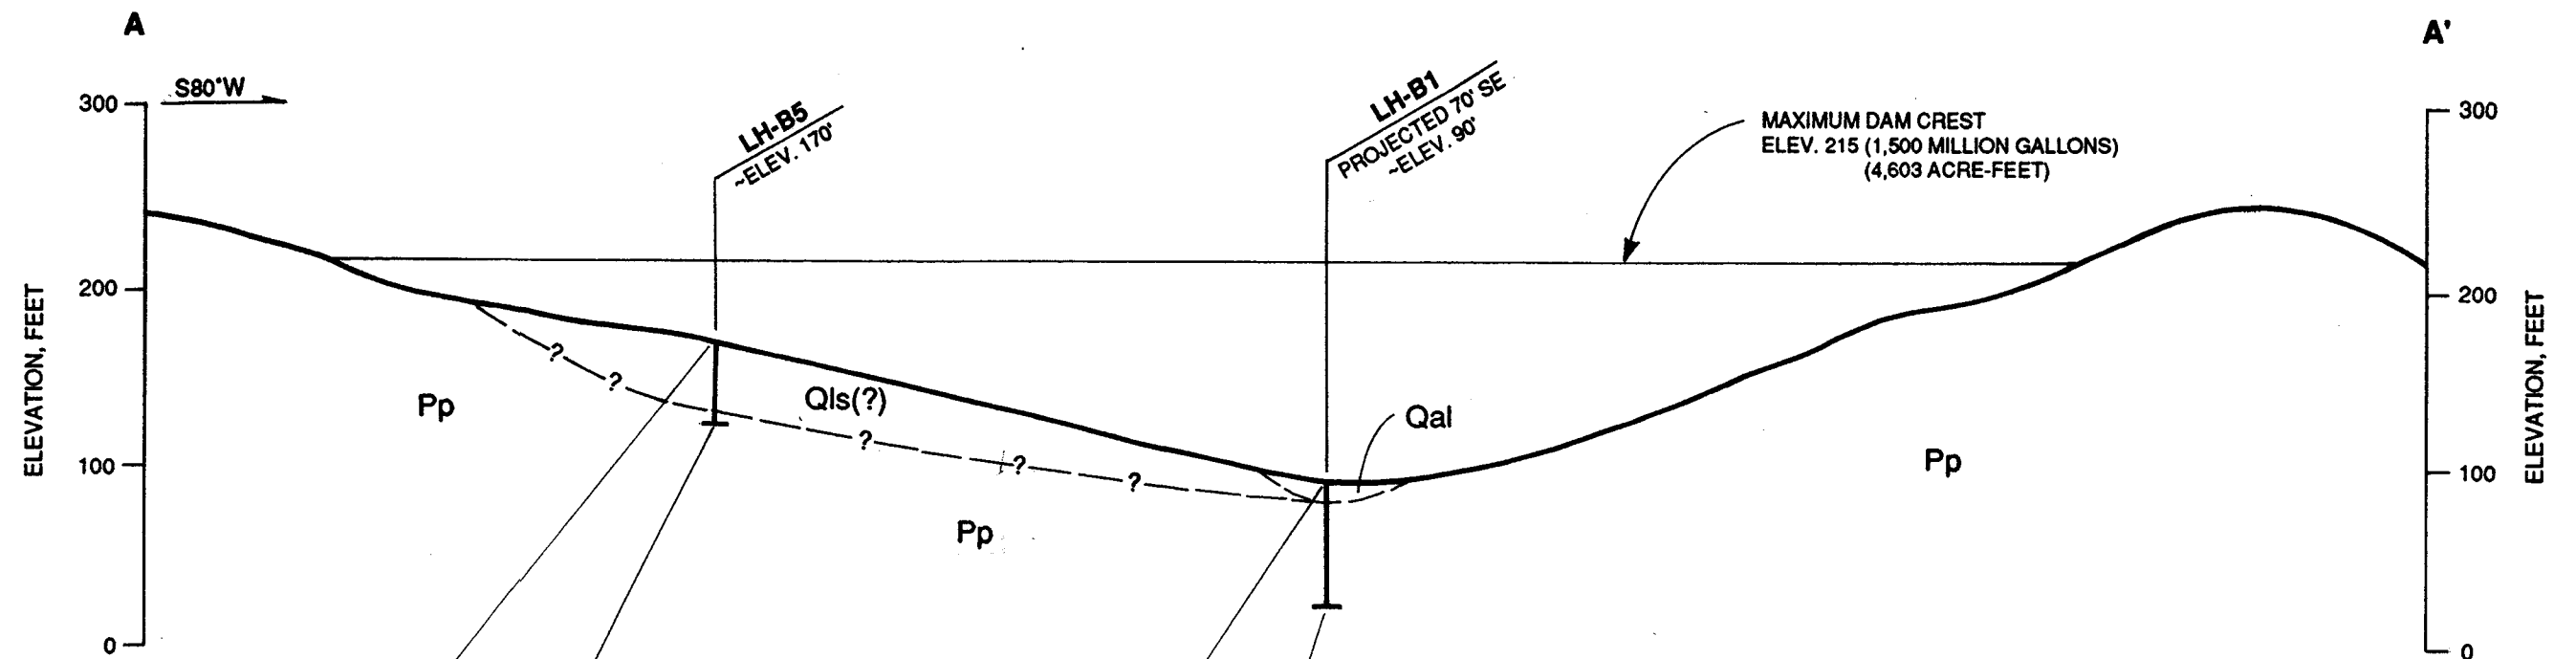 A
A'
S80°W
300
200
100
0
ELEVATION, FEET
LH-B5
~ELEV. 170'
LH-B1
PROJECTED 70' SE
~ELEV. 90'
MAXIMUM DAM CREST
ELEV. 215 (1,500 MILLION GALLONS)
(4,603 ACRE-FEET)
?
?
?
?
?
Pp
Qls(?)
Pp
Qal
Pp
300
200
100
0
ELEVATION, FEET